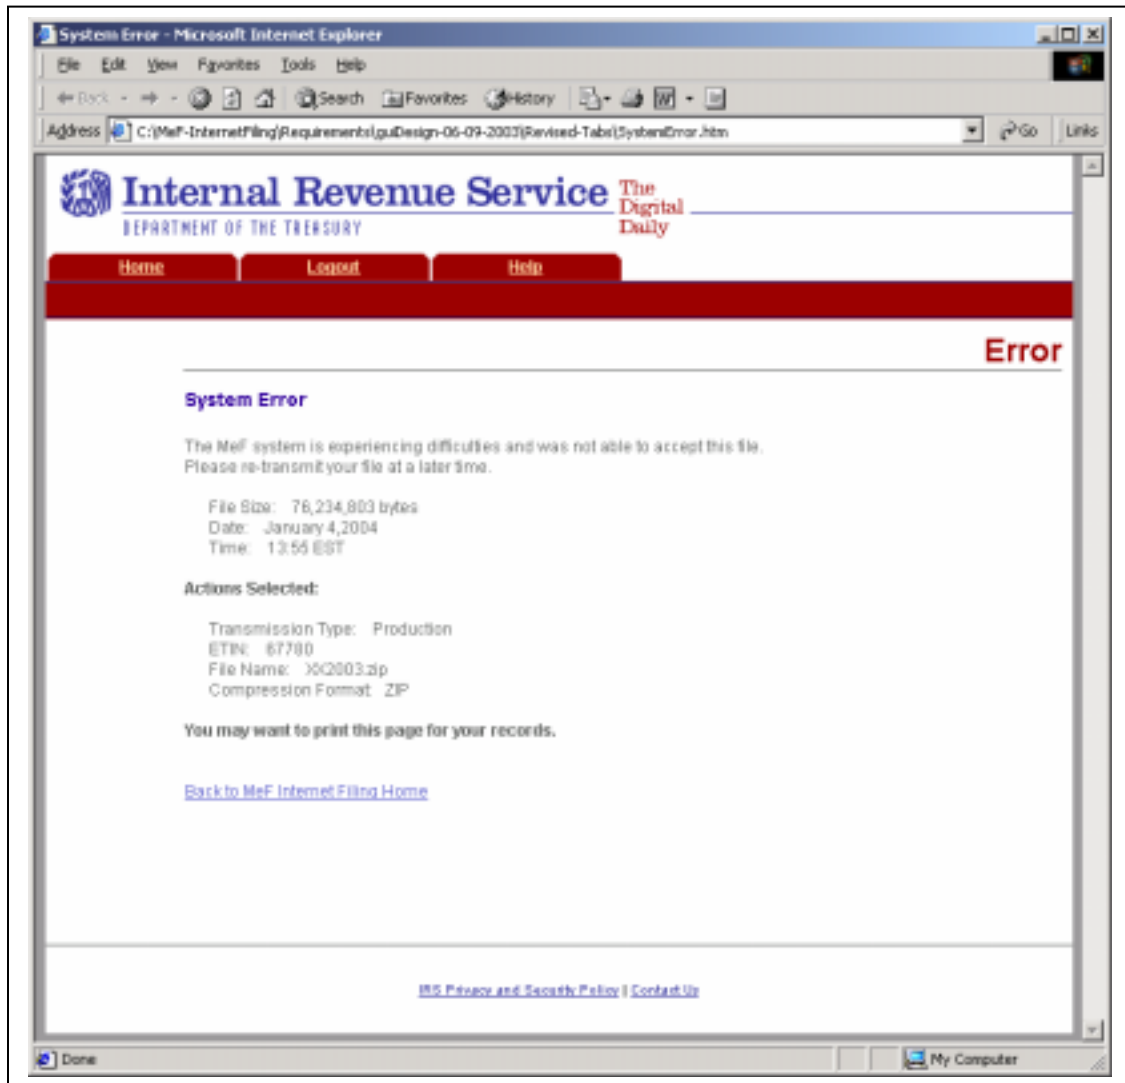 System Error - Microsoft Internet Explorer
File Edit View Favorites Tools Help
Back Search Favorites History
Address C:\MeF-InternetFiling\Requirements\guiDesign-06-09-2003\Revised-Tabs\SystemError.htm Go Links
Internal Revenue Service
The
Digital
Daily
DEPARTMENT OF THE TREASURY
Home Logout Help
Error
System Error
The MeF system is experiencing difficulties and was not able to accept this file.
Please re-transmit your file at a later time.
File Size: 76,234,803 bytes
Date: January 4,2004
Time: 13:55 EST
Actions Selected:
Transmission Type: Production
ETIN: 67780
File Name: XX2003.zip
Compression Format ZIP
You may want to print this page for your records.
Back to MeF Internet Filing Home
IRS Privacy and Security Policy | Contact Us
Done My Computer